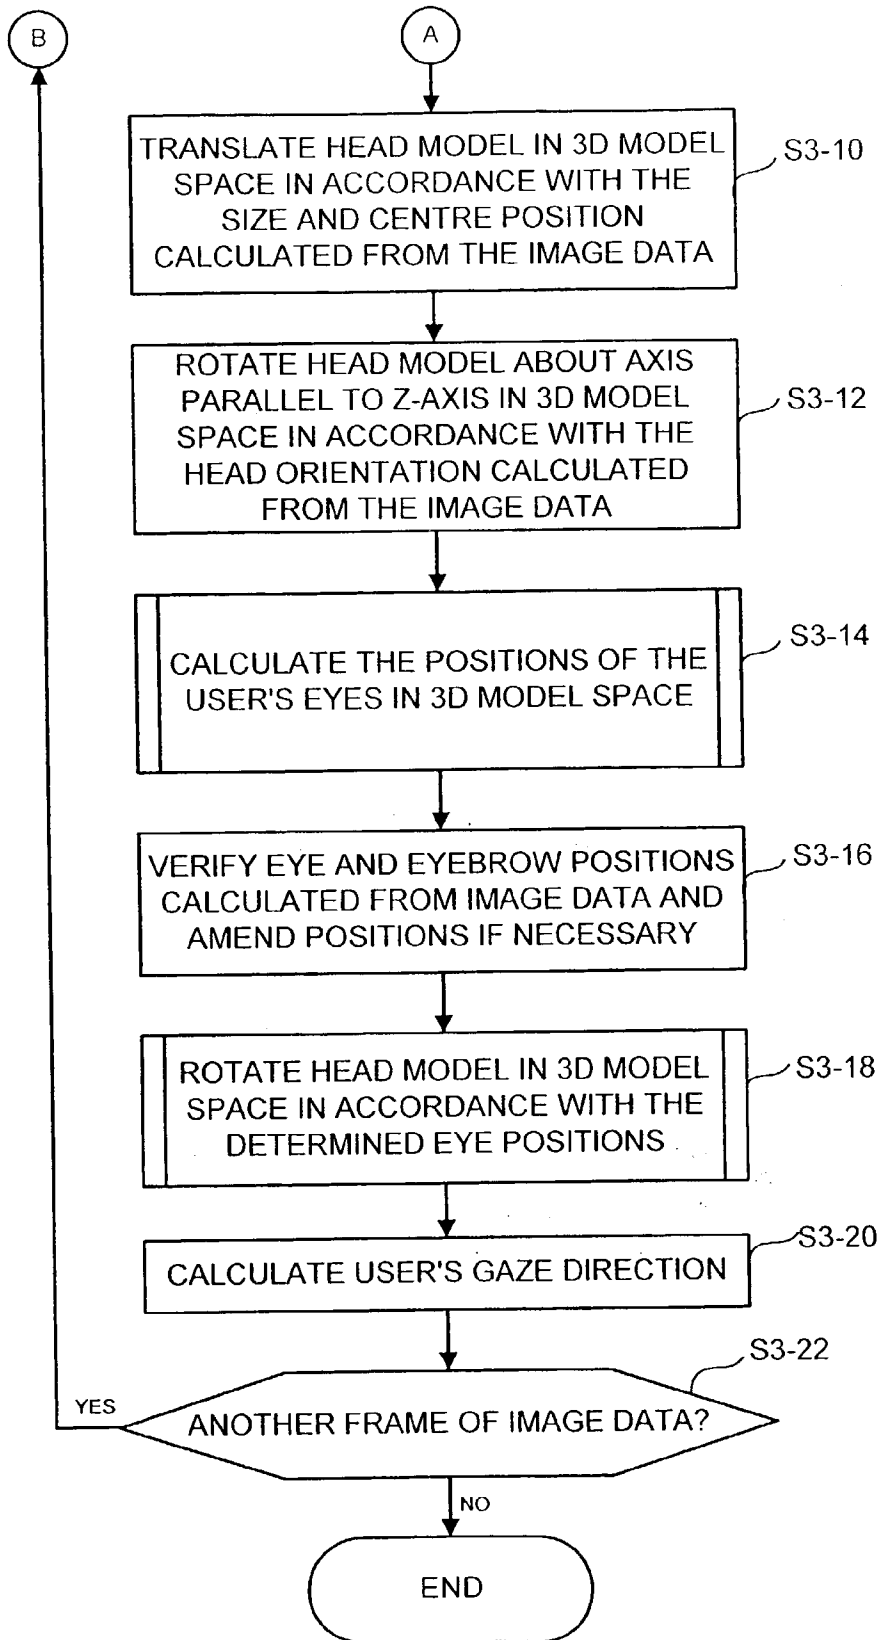 B
A
TRANSLATE HEAD MODEL IN 3D MODEL
SPACE IN ACCORDANCE WITH THE
SIZE AND CENTRE POSITION
CALCULATED FROM THE IMAGE DATA
S3-10
ROTATE HEAD MODEL ABOUT AXIS
PARALLEL TO Z-AXIS IN 3D MODEL
SPACE IN ACCORDANCE WITH THE
HEAD ORIENTATION CALCULATED
FROM THE IMAGE DATA
S3-12
CALCULATE THE POSITIONS OF THE
USER'S EYES IN 3D MODEL SPACE
S3-14
VERIFY EYE AND EYEBROW POSITIONS
CALCULATED FROM IMAGE DATA AND
AMEND POSITIONS IF NECESSARY
S3-16
ROTATE HEAD MODEL IN 3D MODEL
SPACE IN ACCORDANCE WITH THE
DETERMINED EYE POSITIONS
S3-18
CALCULATE USER'S GAZE DIRECTION
S3-20
ANOTHER FRAME OF IMAGE DATA?
S3-22
YES
NO
END